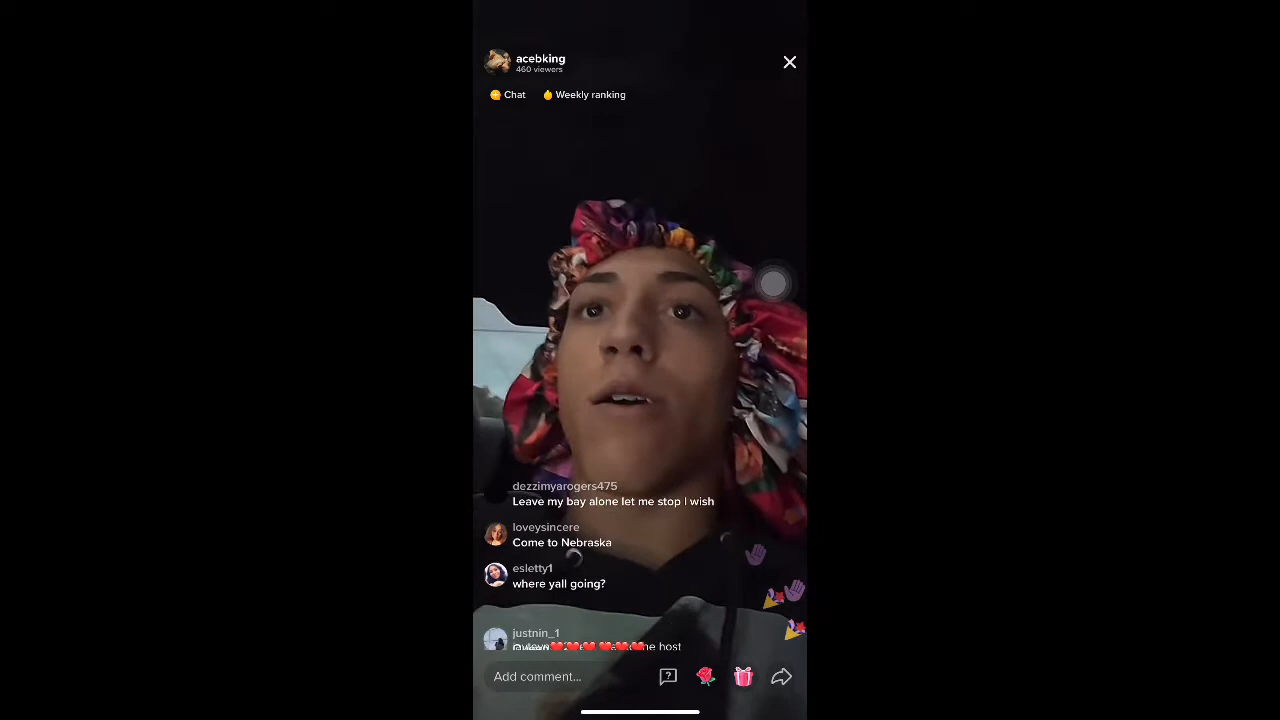 acebking
460 viewers
Chat
Weekly ranking
dezzimyarogers475
Leave my bay alone let me stop I wish
loveysincere
Come to Nebraska
esletty1
where yall going?
justnin_1
host
Add comment...